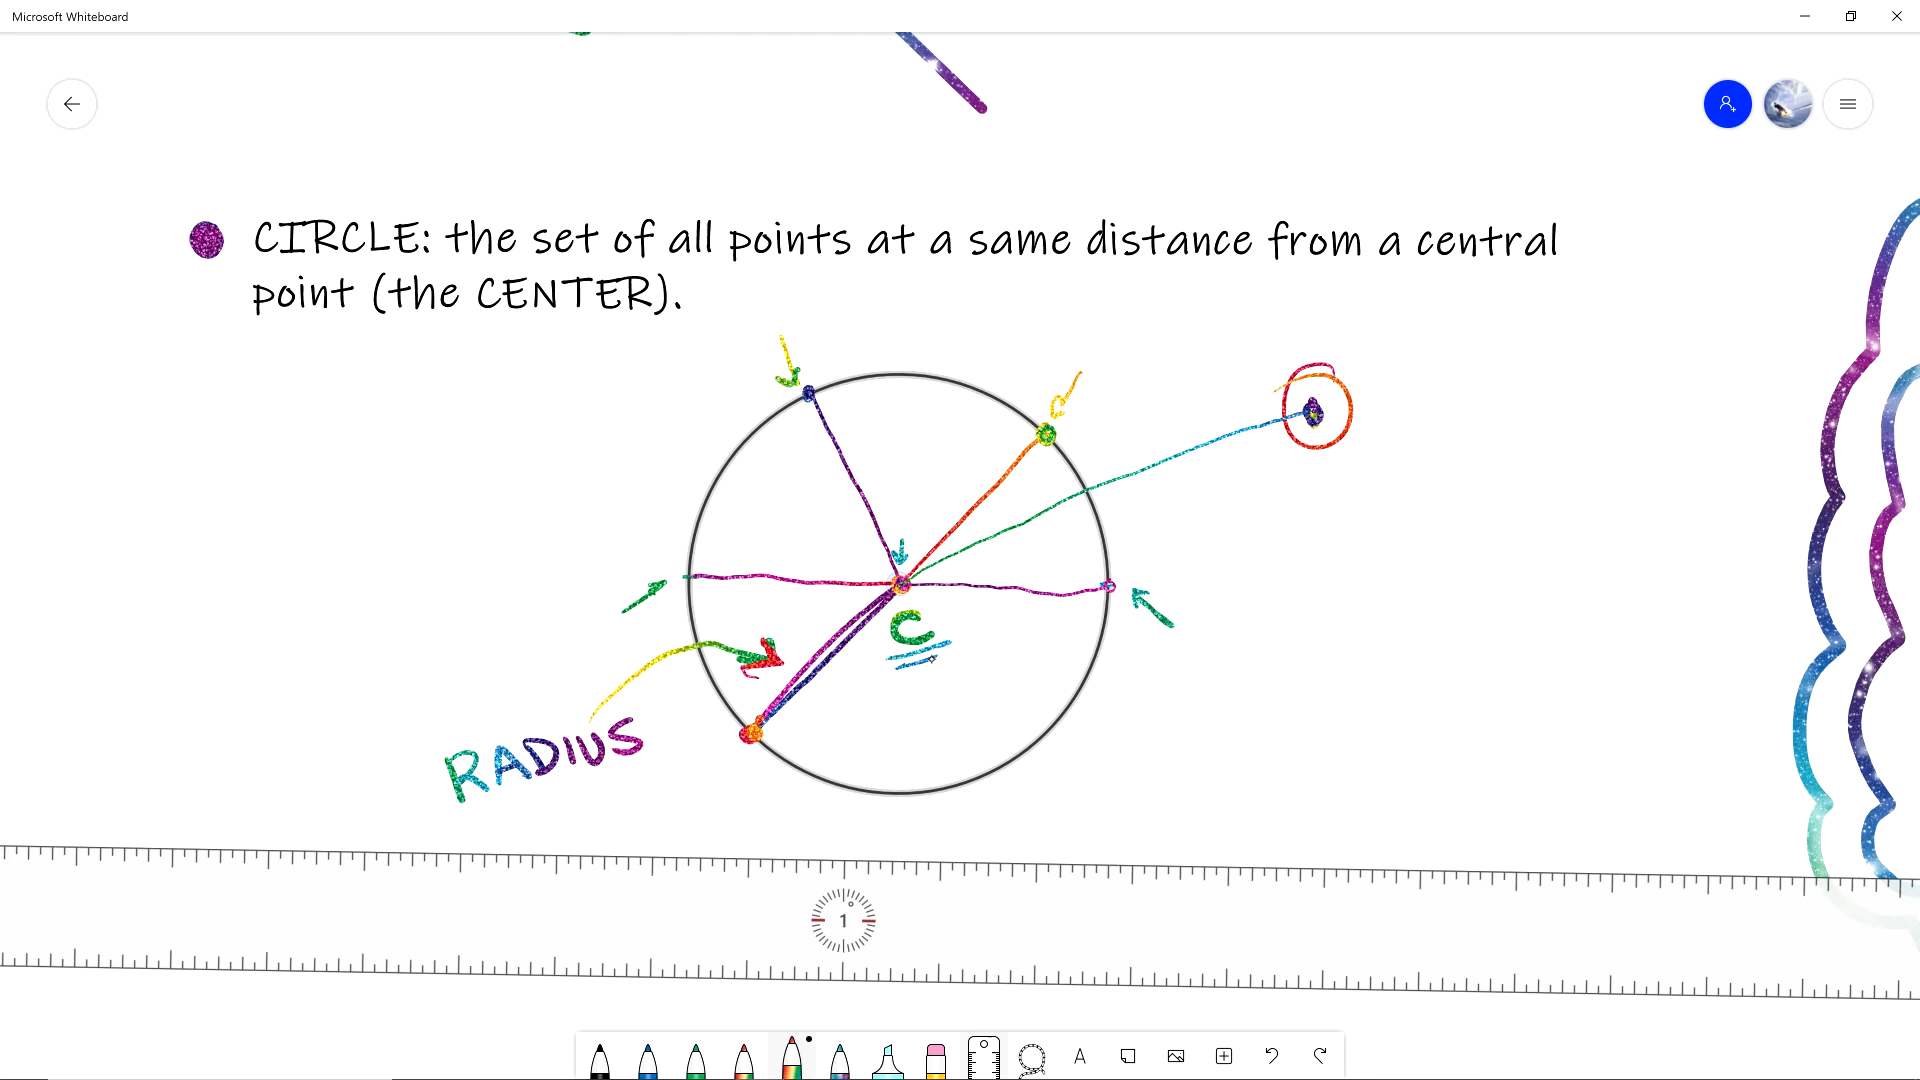 Microsoft Whiteboard
CIRCLE: the set of all points at a same distance from a central
point (the CENTER).
C
RADIUS
1
A